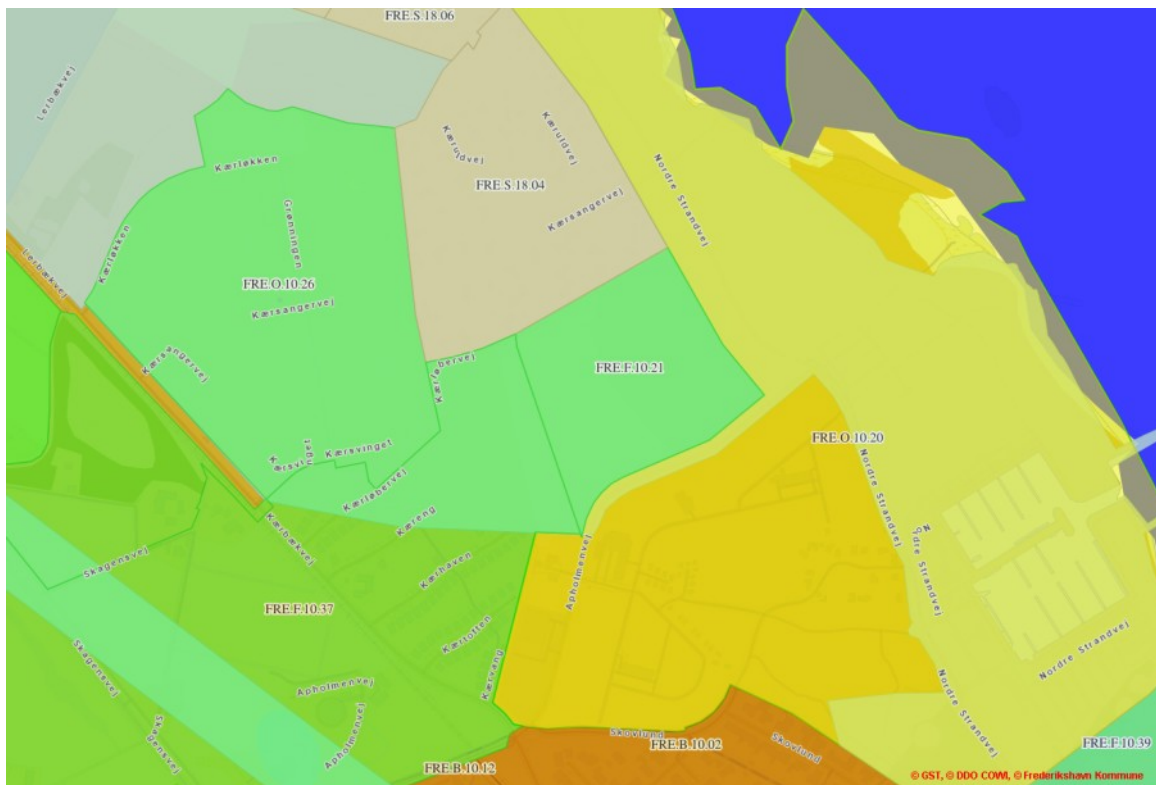 FRE.S.18.06
Lerbækvej
Kæruldvej
Kæruldvej
Kærløkken
Nordre Strandvej
FRE.S.18.04
Kærsangervej
Grønningen
Kærløkken
Lerbækvej
FRE.O.10.26
Kærsangervej
Kærsangervej
Kærløbervej
FRE.F.10.21
FRE.O.10.20
Kærsvinget
Kærsvinget
Nordre Strandvej
Kærløbervej
Kæreng
Kærbækvej
Nordre Strandvej
Skagensvej
Kærhaven
Apholmenvej
FRE.F.10.37
Kærtoften
Nordre Strandvej
Skagensvej
Kærvang
Apholmenvej
Nordre Strandvej
Skagensvej
Apholmenvej
Skovlund
FRE.B.10.02
Skovlund
FRE.F.10.39
FRE.B.10.12
© GST, © DDO COWI, © Frederikshavn Kommune